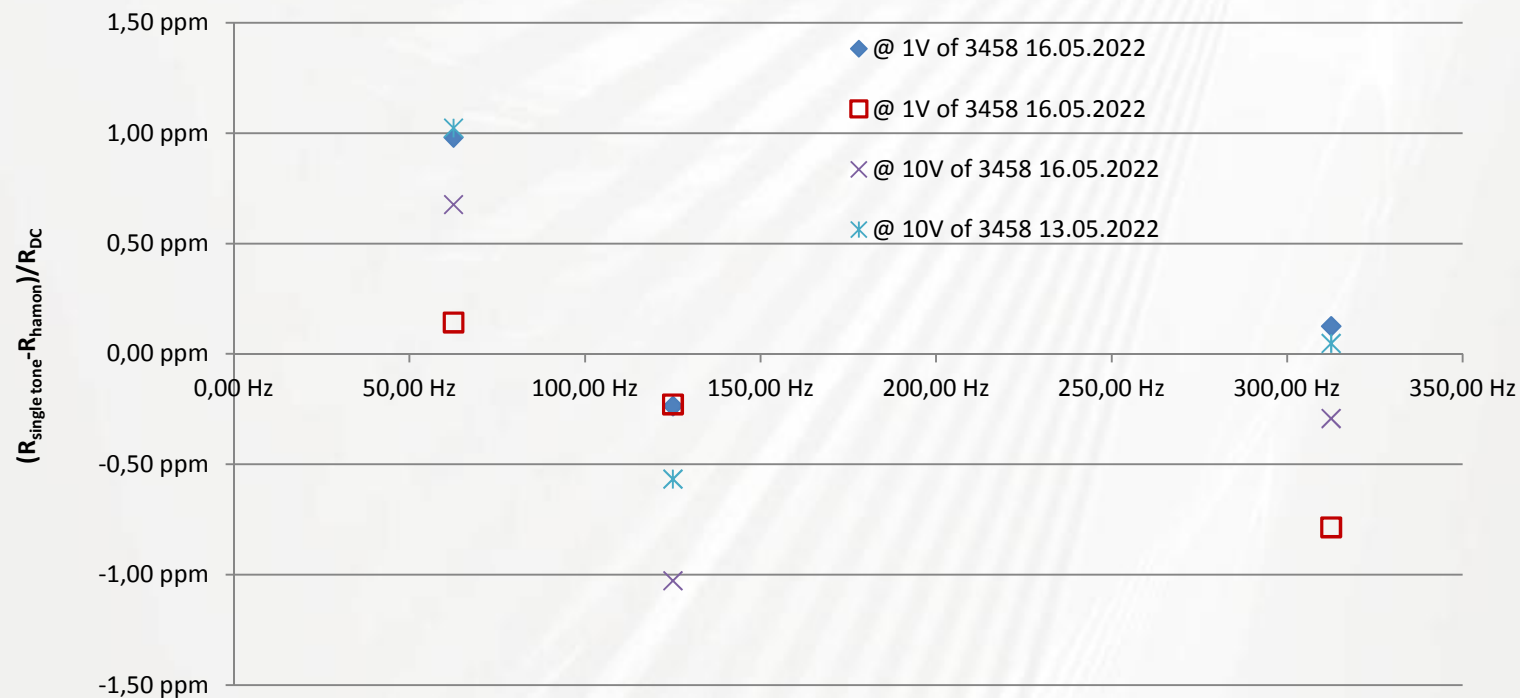 1,50 ppm
1,00 ppm
0,50 ppm
0,00 ppm
-0,50 ppm
-1,00 ppm
-1,50 ppm
(Rsingle tone-Rhamon)/RDC
0,00 Hz
50,00 Hz
100,00 Hz
150,00 Hz
200,00 Hz
250,00 Hz
300,00 Hz
350,00 Hz
@ 1V of 3458 16.05.2022
@ 1V of 3458 16.05.2022
@ 10V of 3458 16.05.2022
@ 10V of 3458 13.05.2022